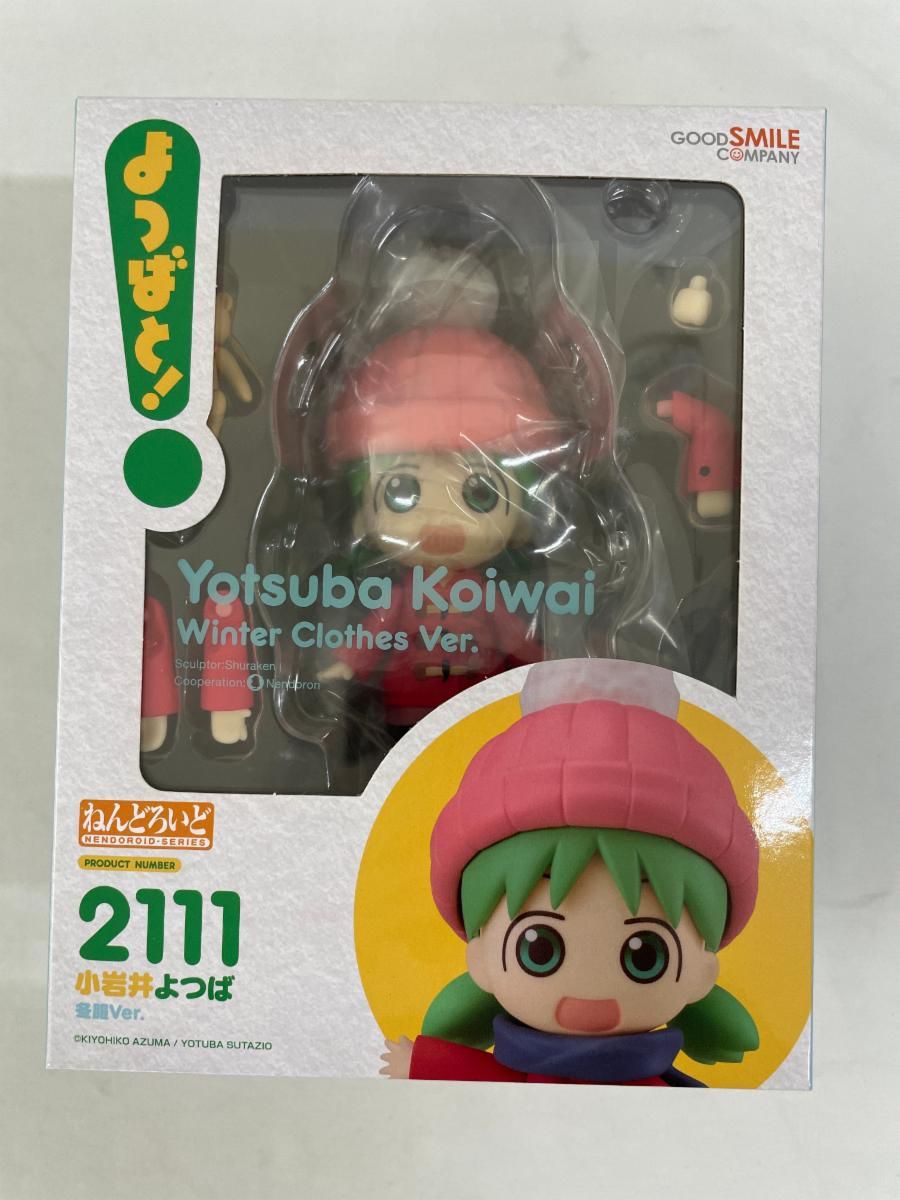 よつばと!
GOOD SMILE
COMPANY
Yotsuba Koiwai
Winter Clothes Ver.
Sculptor:Shuraken
Cooperation: Nendoron
ねんどろいど
NENDOROID-SERIES
PRODUCT NUMBER
2111
小岩井よつば
冬服Ver.
©KIYOHIKO AZUMA / YOTUBA SUTAZIO